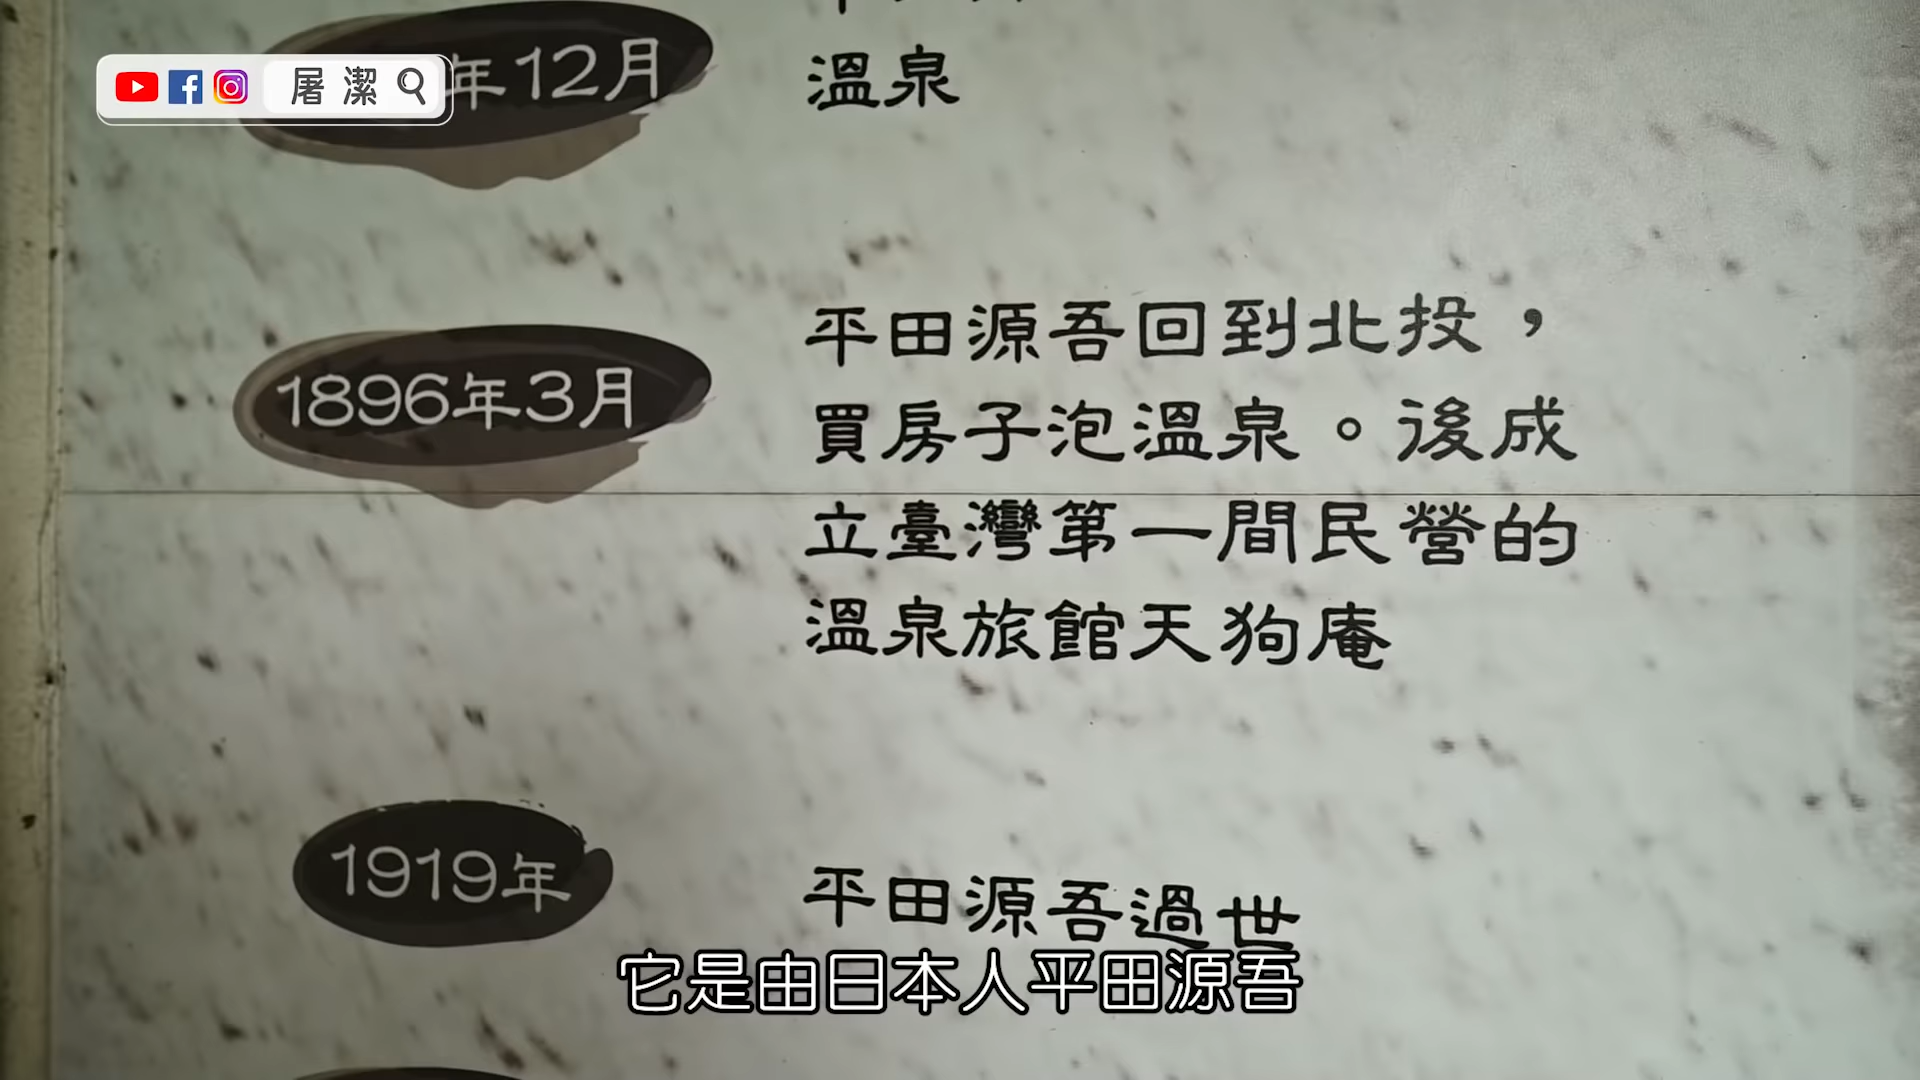 屠潔
年12月
溫泉
1896年3月
平田源吾回到北投，
買房子泡溫泉。後成
立臺灣第一間民營的
溫泉旅館天狗庵
1919年
平田源吾過世
它是由日本人平田源吾